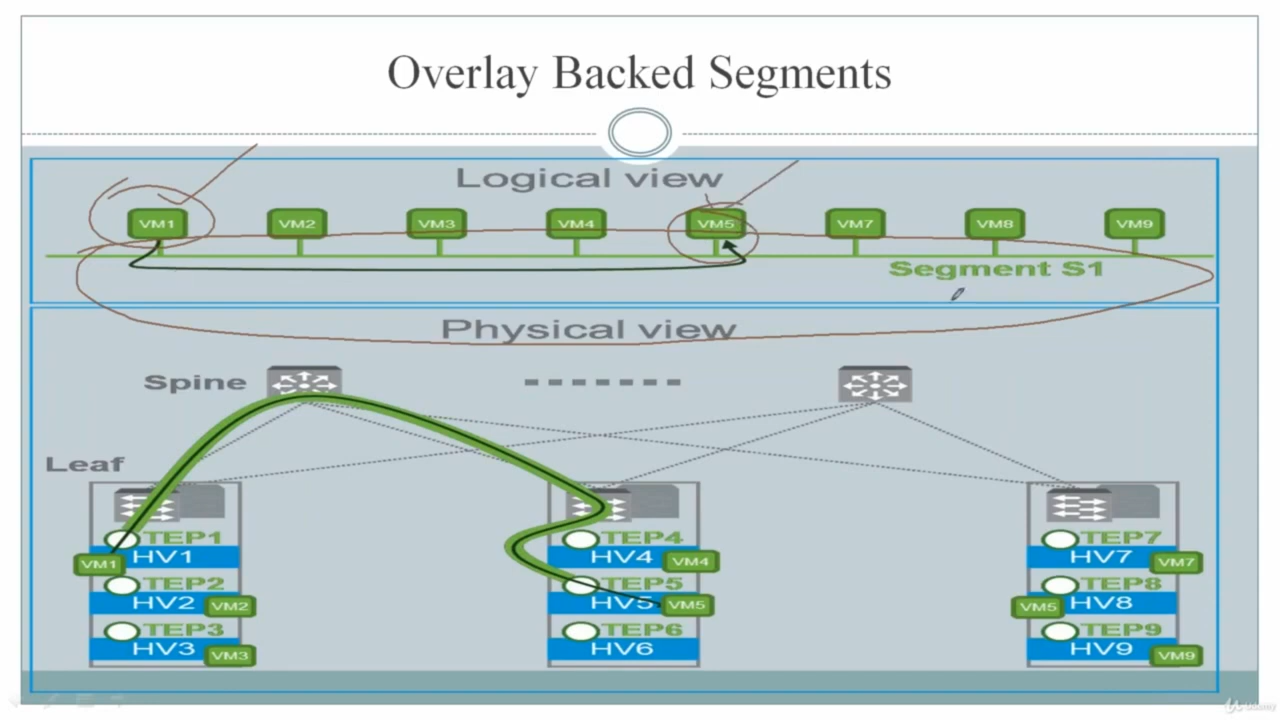 Overlay Backed Segments
Logical view
VM1 VM2 VM3 VM4 VM5 VM7 VM8 VM9
Segment S1
Physical view
Spine
Leaf
TEP1 TEP4 TEP7
VM1 HV1 HV4 VM4 HV7 VM7
TEP2 TEP5 TEP8
HV2 VM2 HV5 VM5 VM5 HV8
TEP3 TEP6 TEP9
HV3 VM3 HV6 HV9 VM9
Udemy